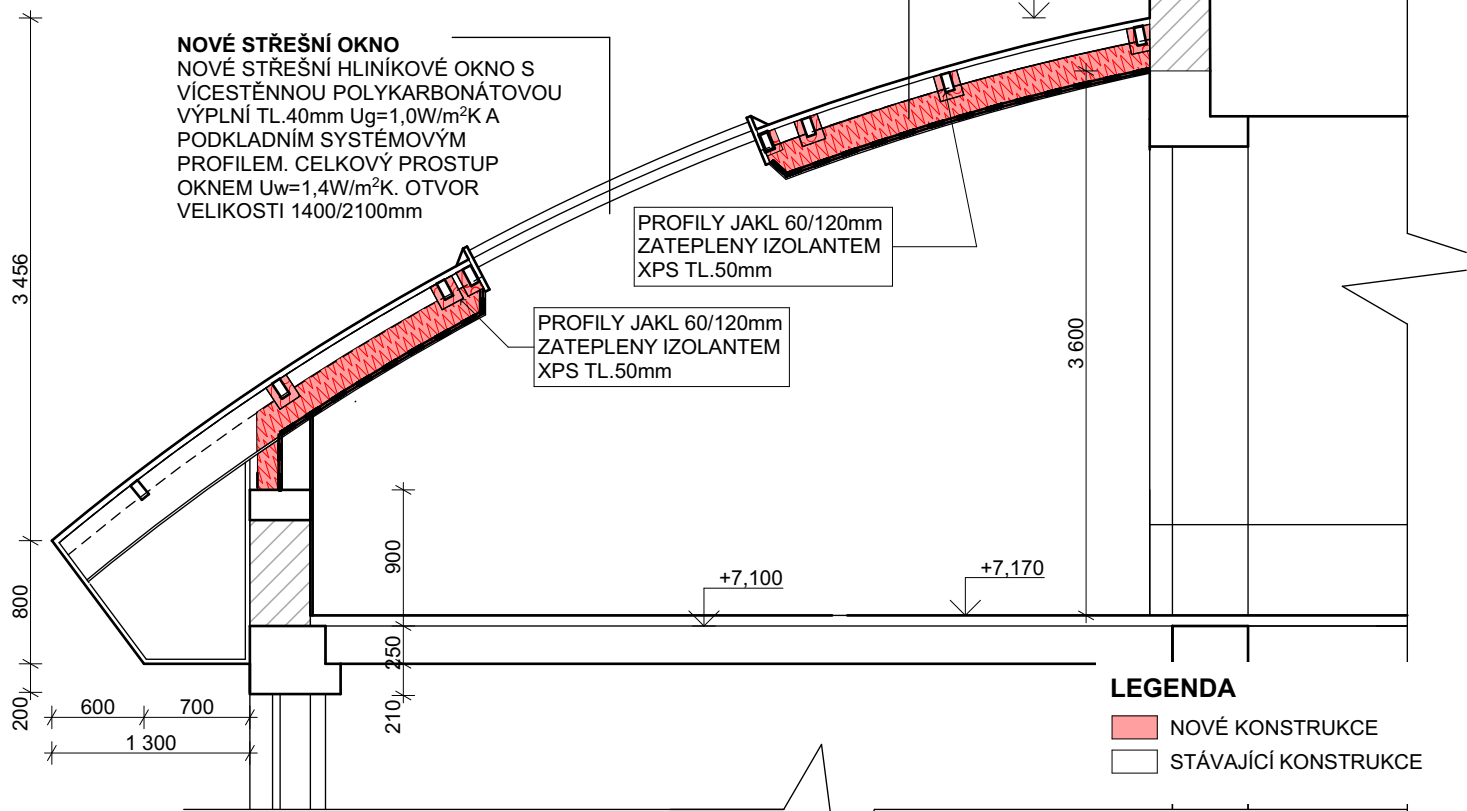 NOVÉ STŘEŠNÍ OKNO
NOVÉ STŘEŠNÍ HLINÍKOVÉ OKNO S
VÍCESTĚNNOU POLYKARBONÁTOVOU
VÝPLNÍ TL.40mm Ug=1,0W/m²K A
PODKLADNÍM SYSTÉMOVÝM
PROFILEM. CELKOVÝ PROSTUP
OKNEM Uw=1,4W/m²K. OTVOR
VELIKOSTI 1400/2100mm
PROFILY JAKL 60/120mm
ZATEPLENY IZOLANTEM
XPS TL.50mm
PROFILY JAKL 60/120mm
ZATEPLENY IZOLANTEM
XPS TL.50mm
3 456
800
200
600
700
1 300
900
250
210
+7,100
+7,170
3 600
LEGENDA
NOVÉ KONSTRUKCE
STÁVAJÍCÍ KONSTRUKCE